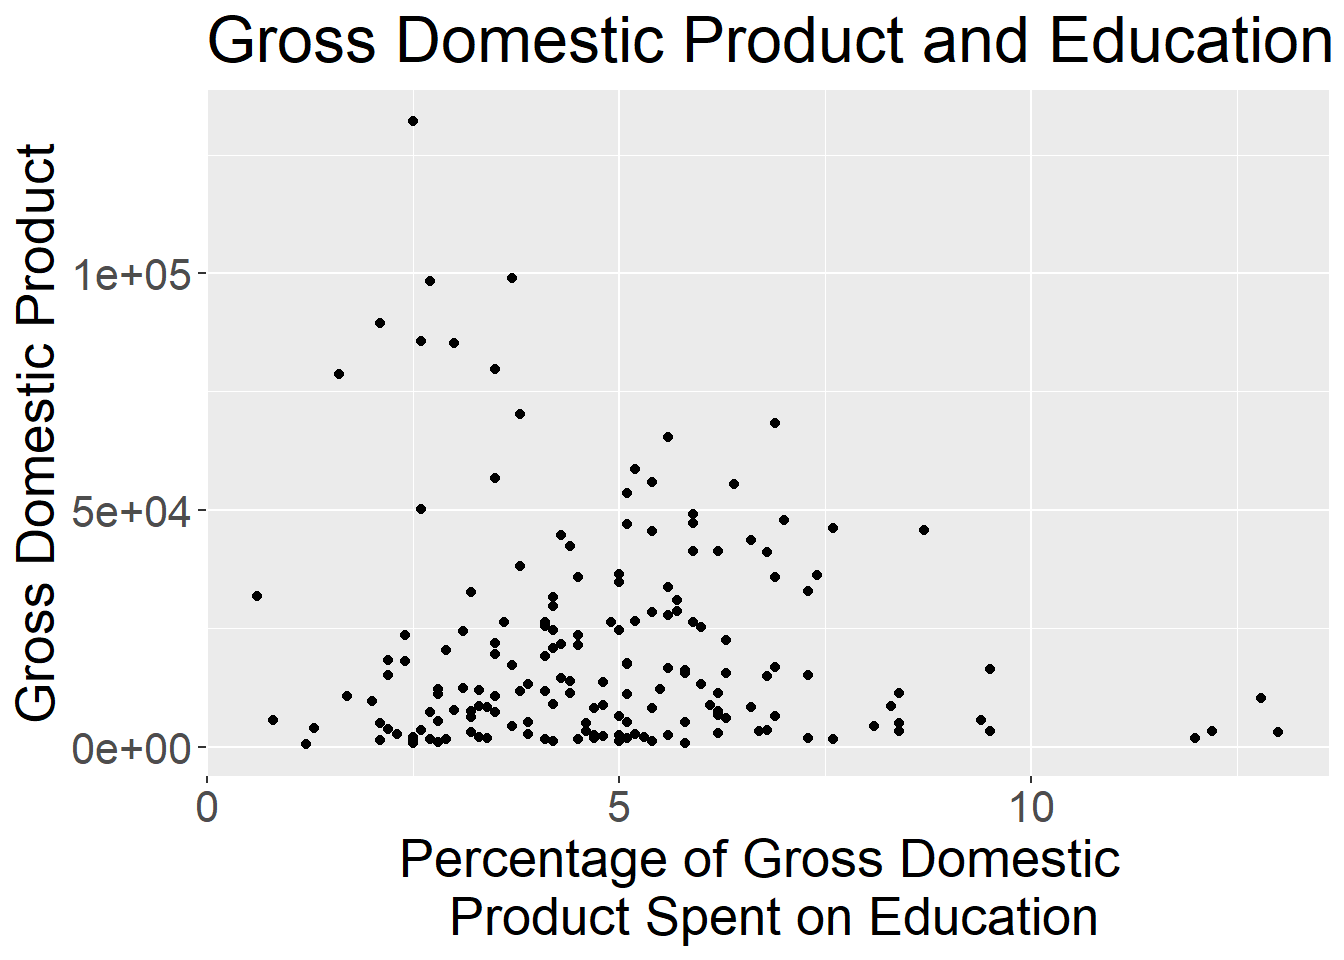 Gross Domestic Product and Education
Gross Domestic Product
1e+05
5e+04
0e+00
0
5
10
Percentage of Gross Domestic
Product Spent on Education